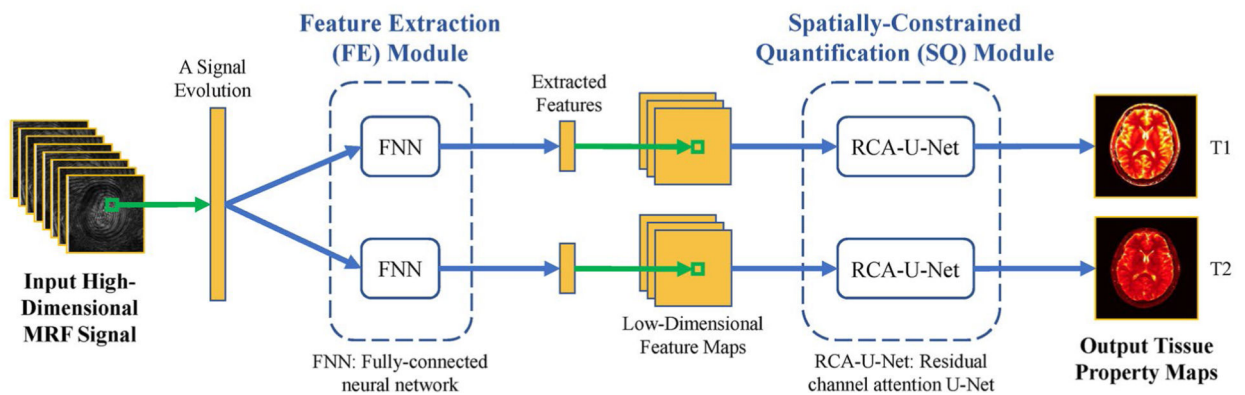 Feature Extraction
(FE) Module
Spatially-Constrained
Quantification (SQ) Module
A Signal
Evolution
Extracted
Features
FNN
RCA-U-Net
T1
FNN
RCA-U-Net
T2
Input High-
Dimensional
MRF Signal
Low-Dimensional
Feature Maps
Output Tissue
Property Maps
FNN: Fully-connected
neural network
RCA-U-Net: Residual
channel attention U-Net